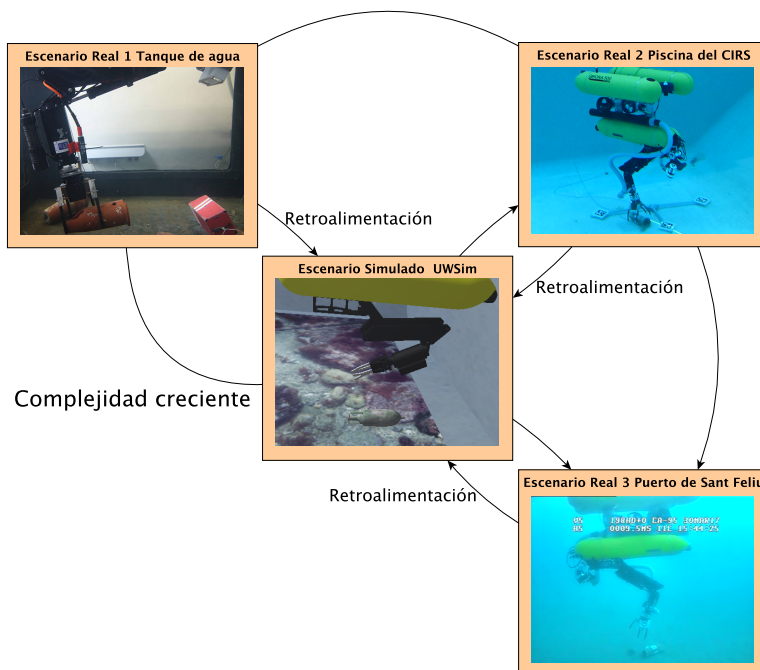 Escenario Real 1 Tanque de agua
Escenario Real 2 Piscina del CIRS
Retroalimentación
Escenario Simulado UWSim
Retroalimentación
Complejidad creciente
Retroalimentación
Escenario Real 3 Puerto de Sant Feliu